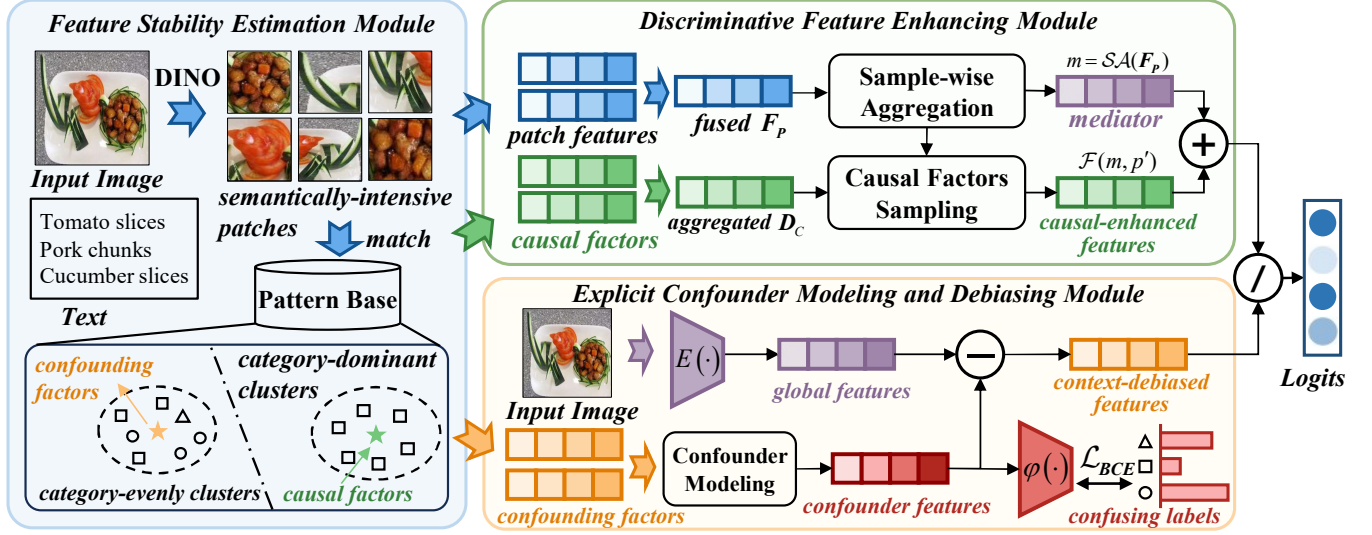 Feature Stability Estimation Module
DINO
Input Image
semantically-intensive
patches
Tomato slices
Pork chunks
Cucumber slices
Text
match
Pattern Base
confounding
factors
category-evenly clusters
category-dominant
clusters
causal factors
Discriminative Feature Enhancing Module
patch features
fused F_P
Sample-wise
Aggregation
m = SA(F_P)
mediator
causal factors
aggregated D_C
Causal Factors
Sampling
F(m, p′)
causal-enhanced
features
+
Explicit Confounder Modeling and Debiasing Module
Input Image
E(·)
global features
−
context-debiased
features
confounding factors
Confounder
Modeling
confounder features
φ(·)
L_BCE
confusing labels
/
Logits